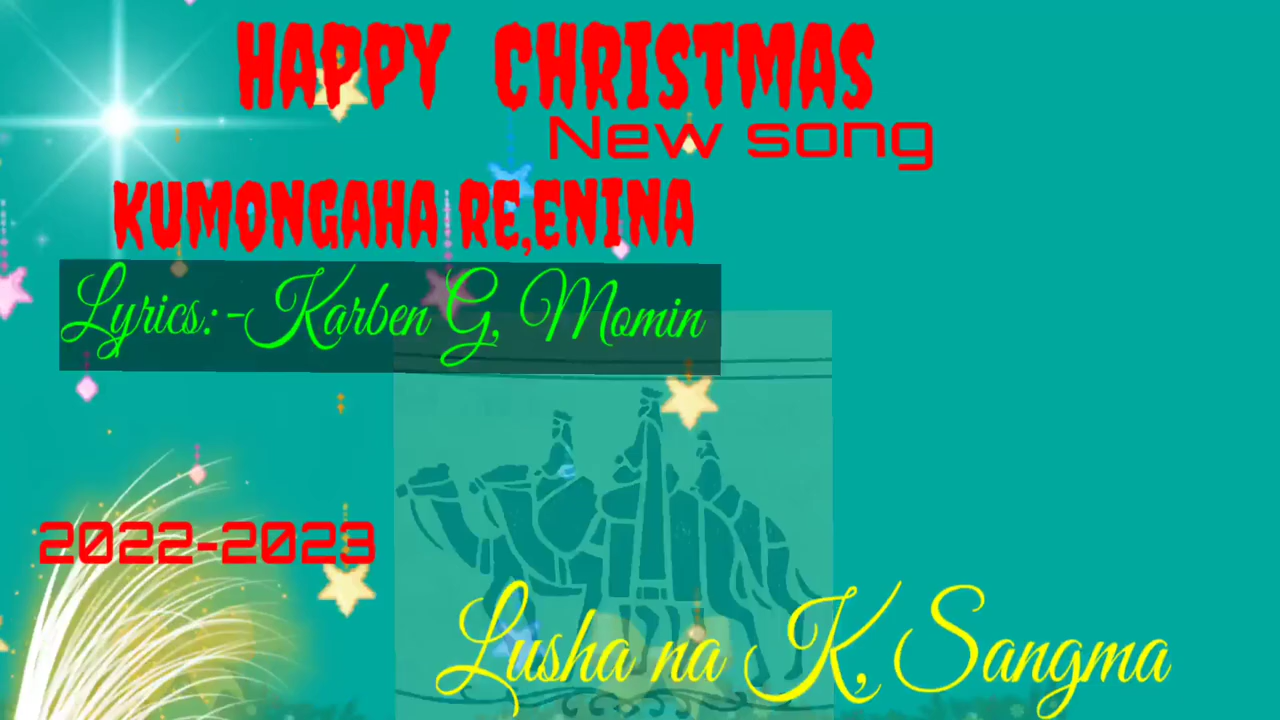 HAPPY CHRISTMAS
New song
KUMONGAHA RE,ENINA
Lyrics:-Karben G, Momin
2022-2023
Lusha na K, Sangma